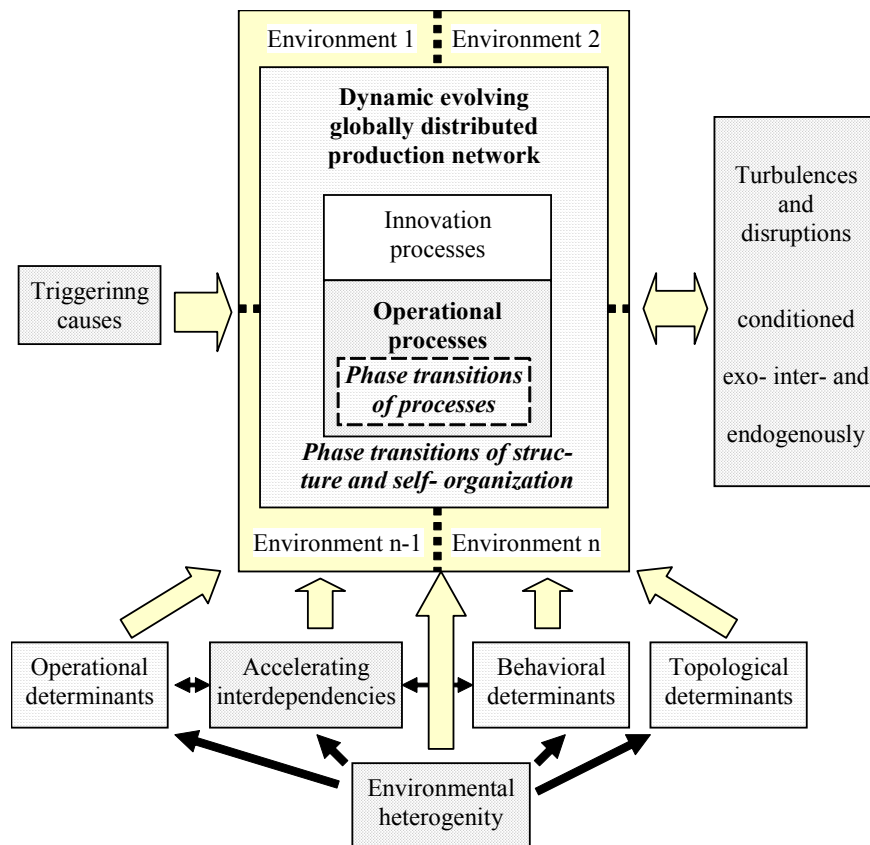 Environment 1
Environment 2
Dynamic evolving
globally distributed
production network
Innovation
processes
Operational
processes
Phase transitions
of processes
Phase transitions of struc-
ture and self- organization
Environment n-1
Environment n
Triggerinng
causes
Turbulences
and
disruptions
conditioned
exo- inter- and
endogenously
Operational
determinants
Accelerating
interdependencies
Behavioral
determinants
Topological
determinants
Environmental
heterogenity